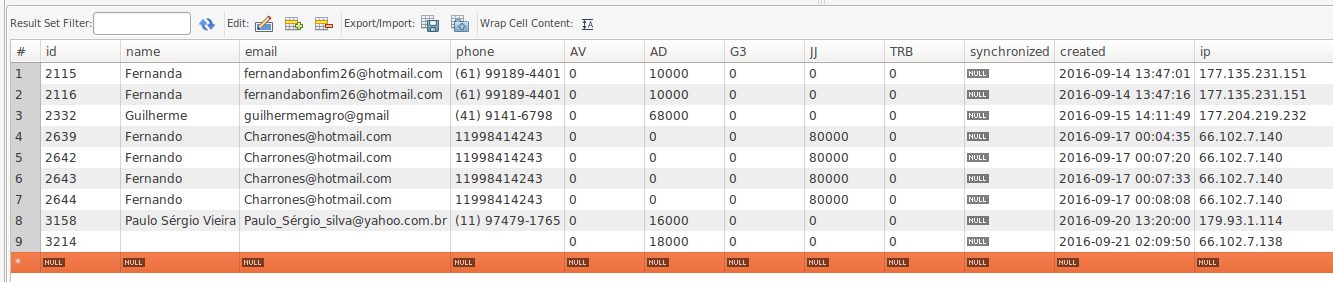 Result Set Filter: Edit: Export/Import: Wrap Cell Content: A
# id name email phone AV AD G3 JJ TRB synchronized created ip
1 2115 Fernanda fernandabonfim26@hotmail.com (61) 99189-4401 0 10000 0 0 0 NULL 2016-09-14 13:47:01 177.135.231.151
2 2116 Fernanda fernandabonfim26@hotmail.com (61) 99189-4401 0 10000 0 0 0 NULL 2016-09-14 13:47:16 177.135.231.151
3 2332 Guilherme guilhermemagro@gmail (41) 9141-6798 0 68000 0 0 0 NULL 2016-09-15 14:11:49 177.204.219.232
4 2639 Fernando Charrones@hotmail.com 11998414243 0 0 0 80000 0 NULL 2016-09-17 00:04:35 66.102.7.140
5 2642 Fernando Charrones@hotmail.com 11998414243 0 0 0 80000 0 NULL 2016-09-17 00:07:20 66.102.7.140
6 2643 Fernando Charrones@hotmail.com 11998414243 0 0 0 80000 0 NULL 2016-09-17 00:07:33 66.102.7.140
7 2644 Fernando Charrones@hotmail.com 11998414243 0 0 0 80000 0 NULL 2016-09-17 00:08:08 66.102.7.140
8 3158 Paulo Sérgio Vieira Paulo_Sérgio_silva@yahoo.com.br (11) 97479-1765 0 16000 0 0 0 NULL 2016-09-20 13:20:00 179.93.1.114
9 3214 0 18000 0 0 0 NULL 2016-09-21 02:09:50 66.102.7.138
* NULL NULL NULL NULL NULL NULL NULL NULL NULL NULL NULL NULL